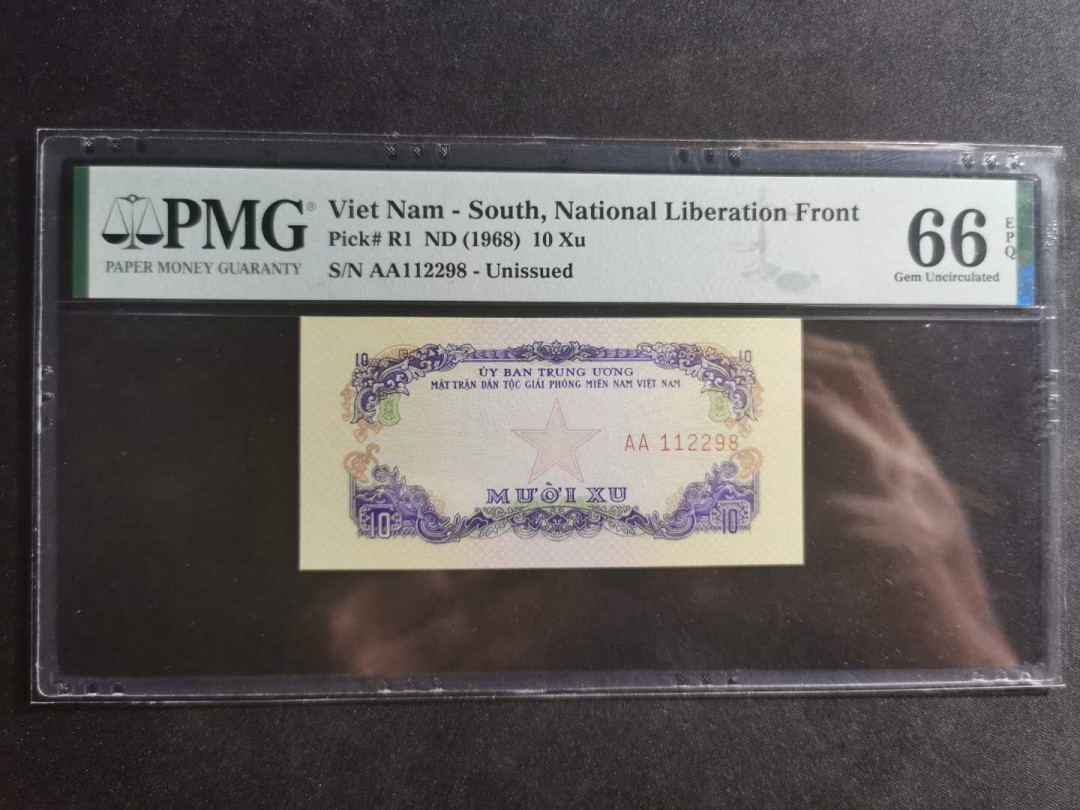 PMG®
PAPER MONEY GUARANTY
Viet Nam - South, National Liberation Front
Pick# R1 ND (1968) 10 Xu
S/N AA112298 - Unissued
66
EPQ
Gem Uncirculated
10 10
ỦY BAN TRUNG ƯƠNG
MẶT TRẬN DÂN TỘC GIẢI PHÓNG MIỀN NAM VIỆT NAM
AA 112298
MƯỜI XU
10 10